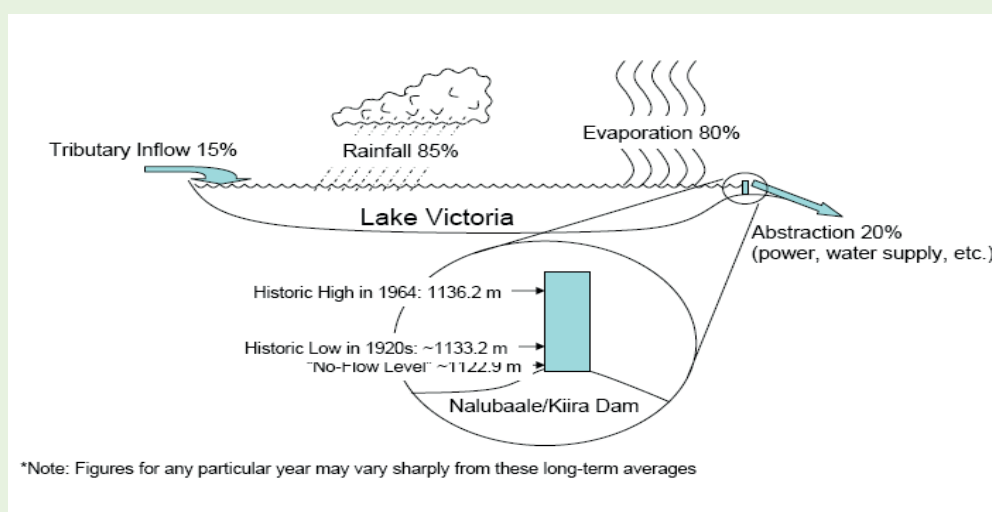 Tributary Inflow 15%
Rainfall 85%
Evaporation 80%
Lake Victoria
Abstraction 20%
(power, water supply, etc.)
Historic High in 1964: 1136.2 m
Historic Low in 1920s: ~1133.2 m
"No-Flow Level" ~1122.9 m
Nalubaale/Kiira Dam
*Note: Figures for any particular year may vary sharply from these long-term averages